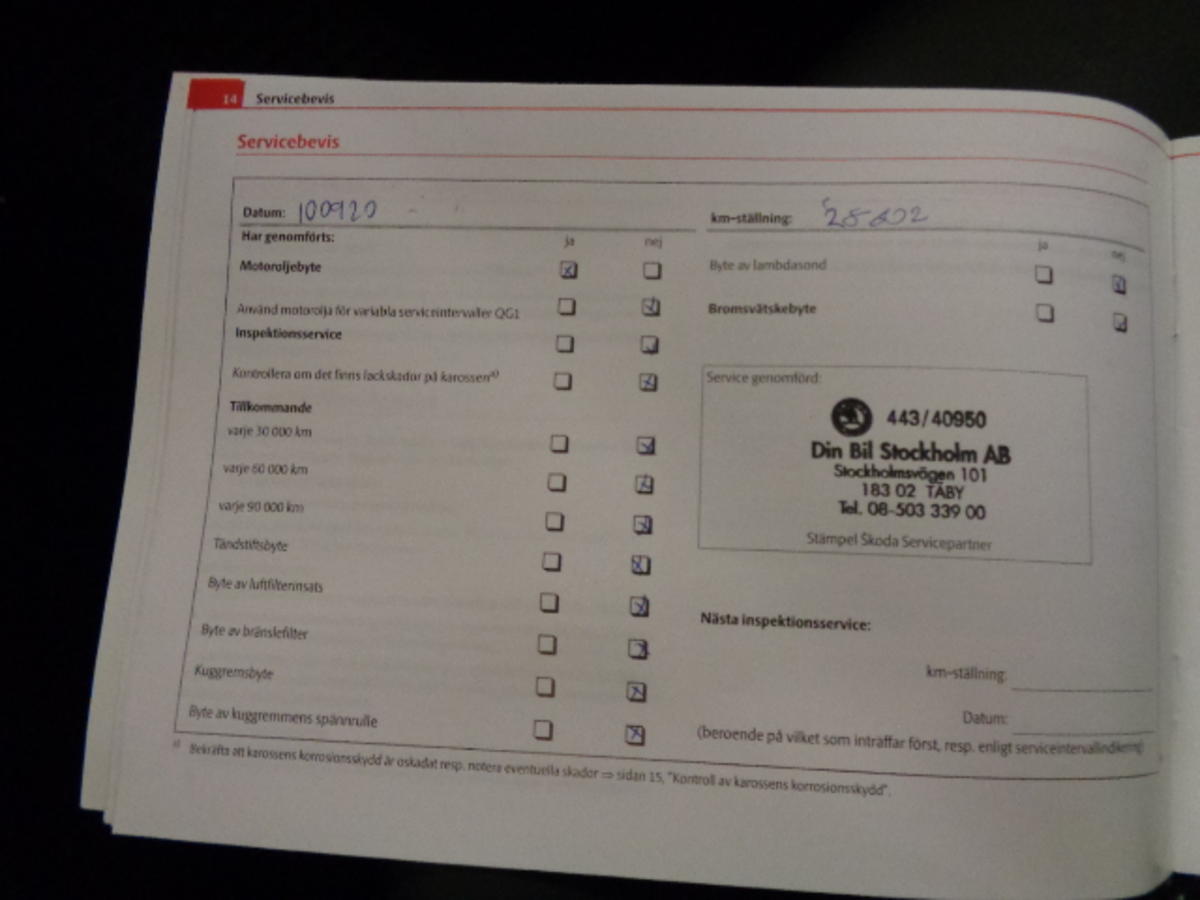 14 Servicebevis
Servicebevis
Datum: 100920
km-ställning:
Har genomförts: ja nej
ja nej
Motoroljebyte
Byte av lambdasond
Använd motorolja för variabla serviceintervaller QG1
Bromsvätskebyte
Inspektionsservice
Kontrollera om det finns lackskador på karossen a)
Tillkommande
varje 30 000 km
varje 60 000 km
varje 90 000 km
Tändstiftsbyte
Byte av luftfilterinsats
Byte av bränslefilter
Kuggremsbyte
Byte av kuggremmens spännrulle
Service genomförd:
443/40950
Din Bil Stockholm AB
Stockholmsvägen 101
183 02 TÄBY
Tel. 08-503 339 00
Stämpel Škoda Servicepartner
Nästa inspektionsservice:
km-ställning:
Datum:
(beroende på vilket som inträffar först, resp. enligt serviceintervallindikering)
a) Bekräfta att karossens korrosionsskydd är oskadat resp. notera eventuella skador ⇒ sidan 15, "Kontroll av karossens korrosionsskydd".